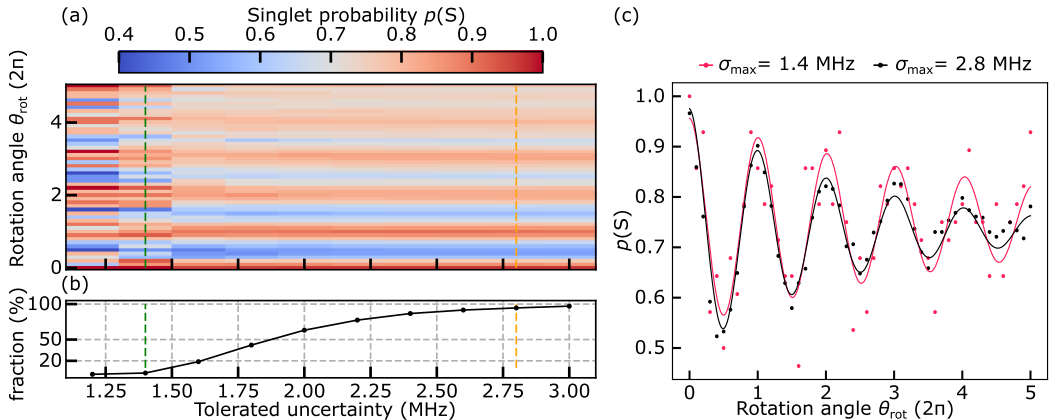 (a)
Singlet probability p(S)
0.4 0.5 0.6 0.7 0.8 0.9 1.0
Rotation angle θrot (2π)
4
2
0
(b)
fraction (%)
100
50
20
1.25 1.50 1.75 2.00 2.25 2.50 2.75 3.00
Tolerated uncertainty (MHz)
(c)
σmax= 1.4 MHz σmax= 2.8 MHz
p(S)
1.0
0.9
0.8
0.7
0.6
0.5
0 1 2 3 4 5
Rotation angle θrot (2π)